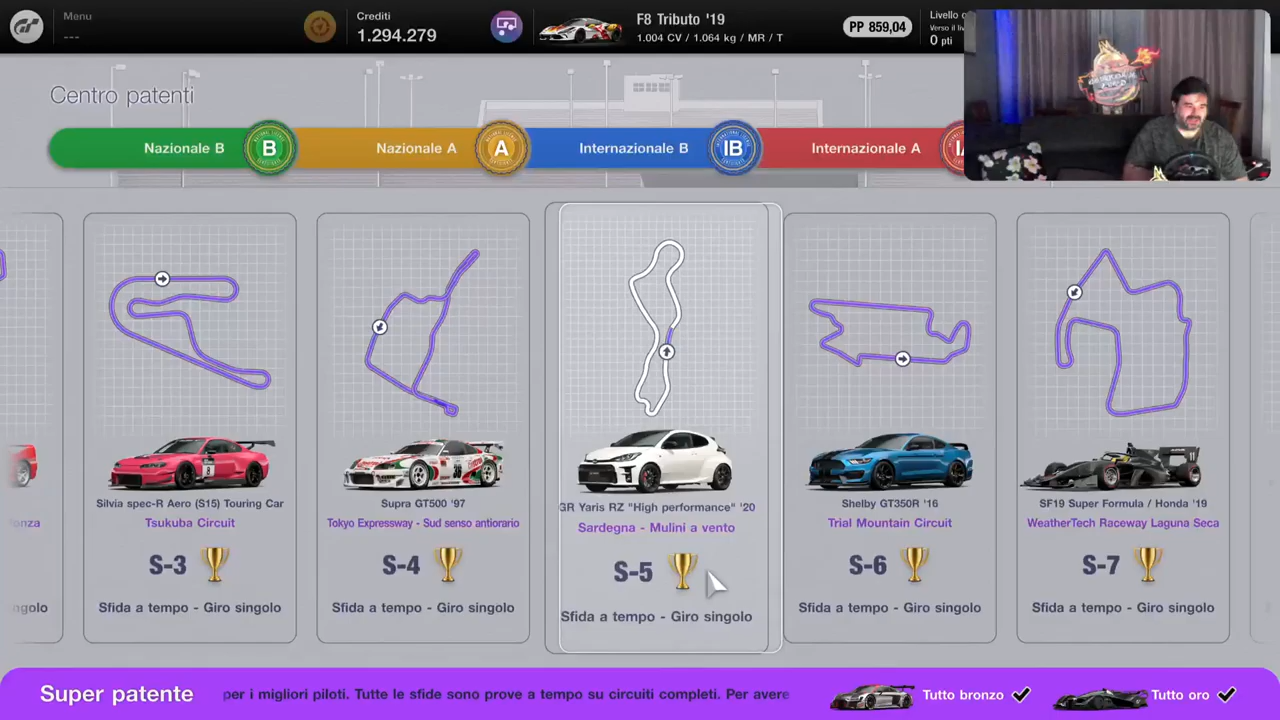 Menu
---
Crediti
1.294.279
F8 Tributo '19
1.004 CV / 1.064 kg / MR / T
PP 859,04
Livello
Verso il liv
0 pti
Centro patenti
Nazionale B
B
Nazionale A
A
Internazionale B
IB
Internazionale A
Silvia spec-R Aero (S15) Touring Car
Tsukuba Circuit
S-3
Sfida a tempo - Giro singolo
Supra GT500 '97
Tokyo Expressway - Sud senso antiorario
S-4
Sfida a tempo - Giro singolo
GR Yaris RZ "High performance" '20
Sardegna - Mulini a vento
S-5
Sfida a tempo - Giro singolo
Shelby GT350R '16
Trial Mountain Circuit
S-6
Sfida a tempo - Giro singolo
SF19 Super Formula / Honda '19
WeatherTech Raceway Laguna Seca
S-7
Sfida a tempo - Giro singolo
onza
ngolo
Super patente
per i migliori piloti. Tutte le sfide sono prove a tempo su circuiti completi. Per avere
Tutto bronzo
Tutto oro